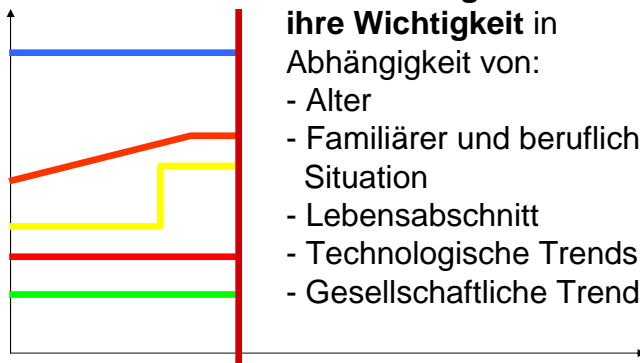 ihre Wichtigkeit in
Abhängigkeit von:
- Alter
- Familiärer und beruflich
Situation
- Lebensabschnitt
- Technologische Trends
- Gesellschaftliche Trend